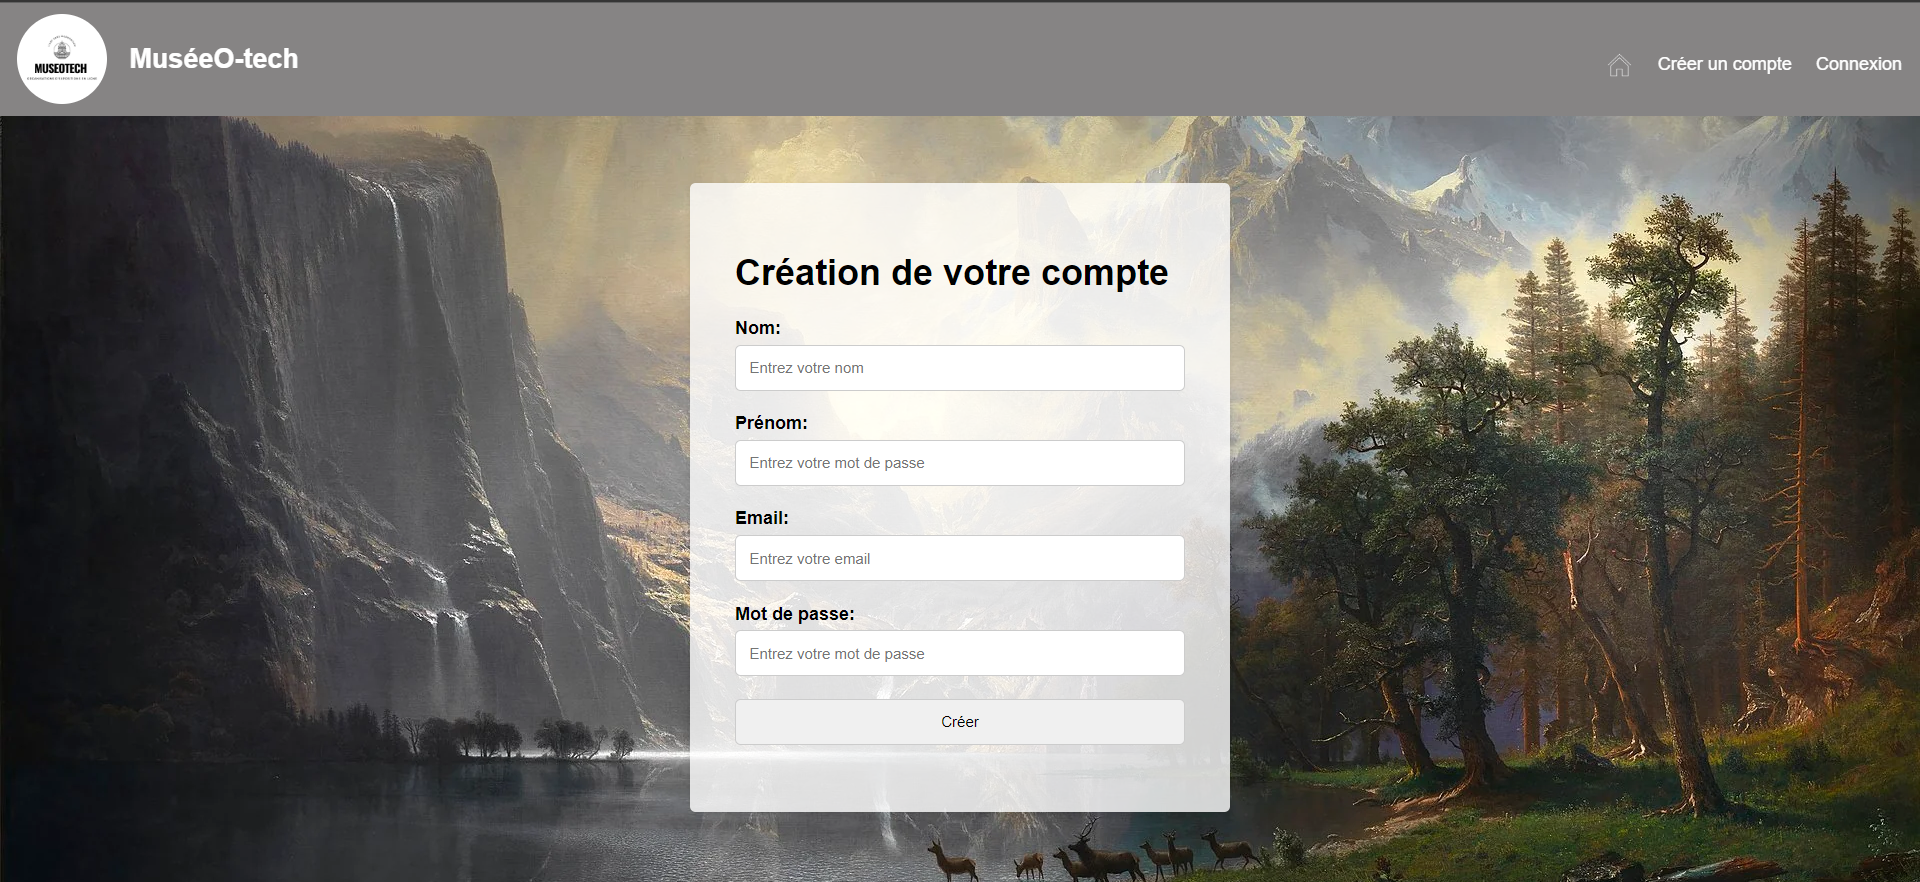 MUSEOTECH
MuséeO-tech
Créer un compte
Connexion
Création de votre compte
Nom:
Entrez votre nom
Prénom:
Entrez votre mot de passe
Email:
Entrez votre email
Mot de passe:
Entrez votre mot de passe
Créer